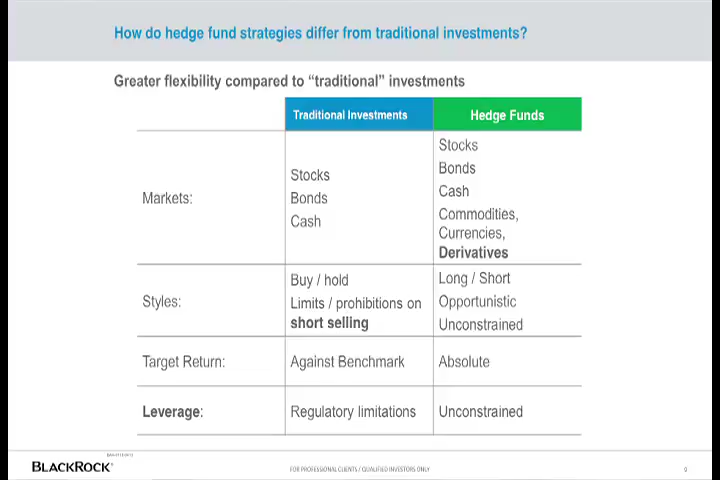 How do hedge fund strategies differ from traditional investments?
Greater flexibility compared to “traditional” investments
Traditional Investments
Hedge Funds
Markets:
Stocks
Bonds
Cash
Stocks
Bonds
Cash
Commodities,
Currencies,
Derivatives
Styles:
Buy / hold
Limits / prohibitions on
short selling
Long / Short
Opportunistic
Unconstrained
Target Return:
Against Benchmark
Absolute
Leverage:
Regulatory limitations
Unconstrained
BLACKROCK®
FOR PROFESSIONAL CLIENTS / QUALIFIED INVESTORS ONLY
9